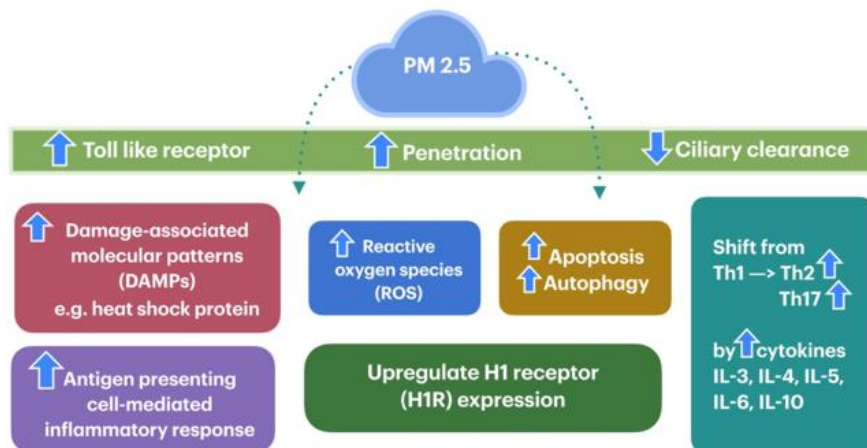 PM 2.5
Toll like receptor
Penetration
Ciliary clearance
Damage-associated
molecular patterns
(DAMPs)
e.g. heat shock protein
Reactive
oxygen species
(ROS)
Apoptosis
Autophagy
Shift from
Th1 —> Th2
Th17
by cytokines
IL-3, IL-4, IL-5,
IL-6, IL-10
Antigen presenting
cell-mediated
inflammatory response
Upregulate H1 receptor
(H1R) expression